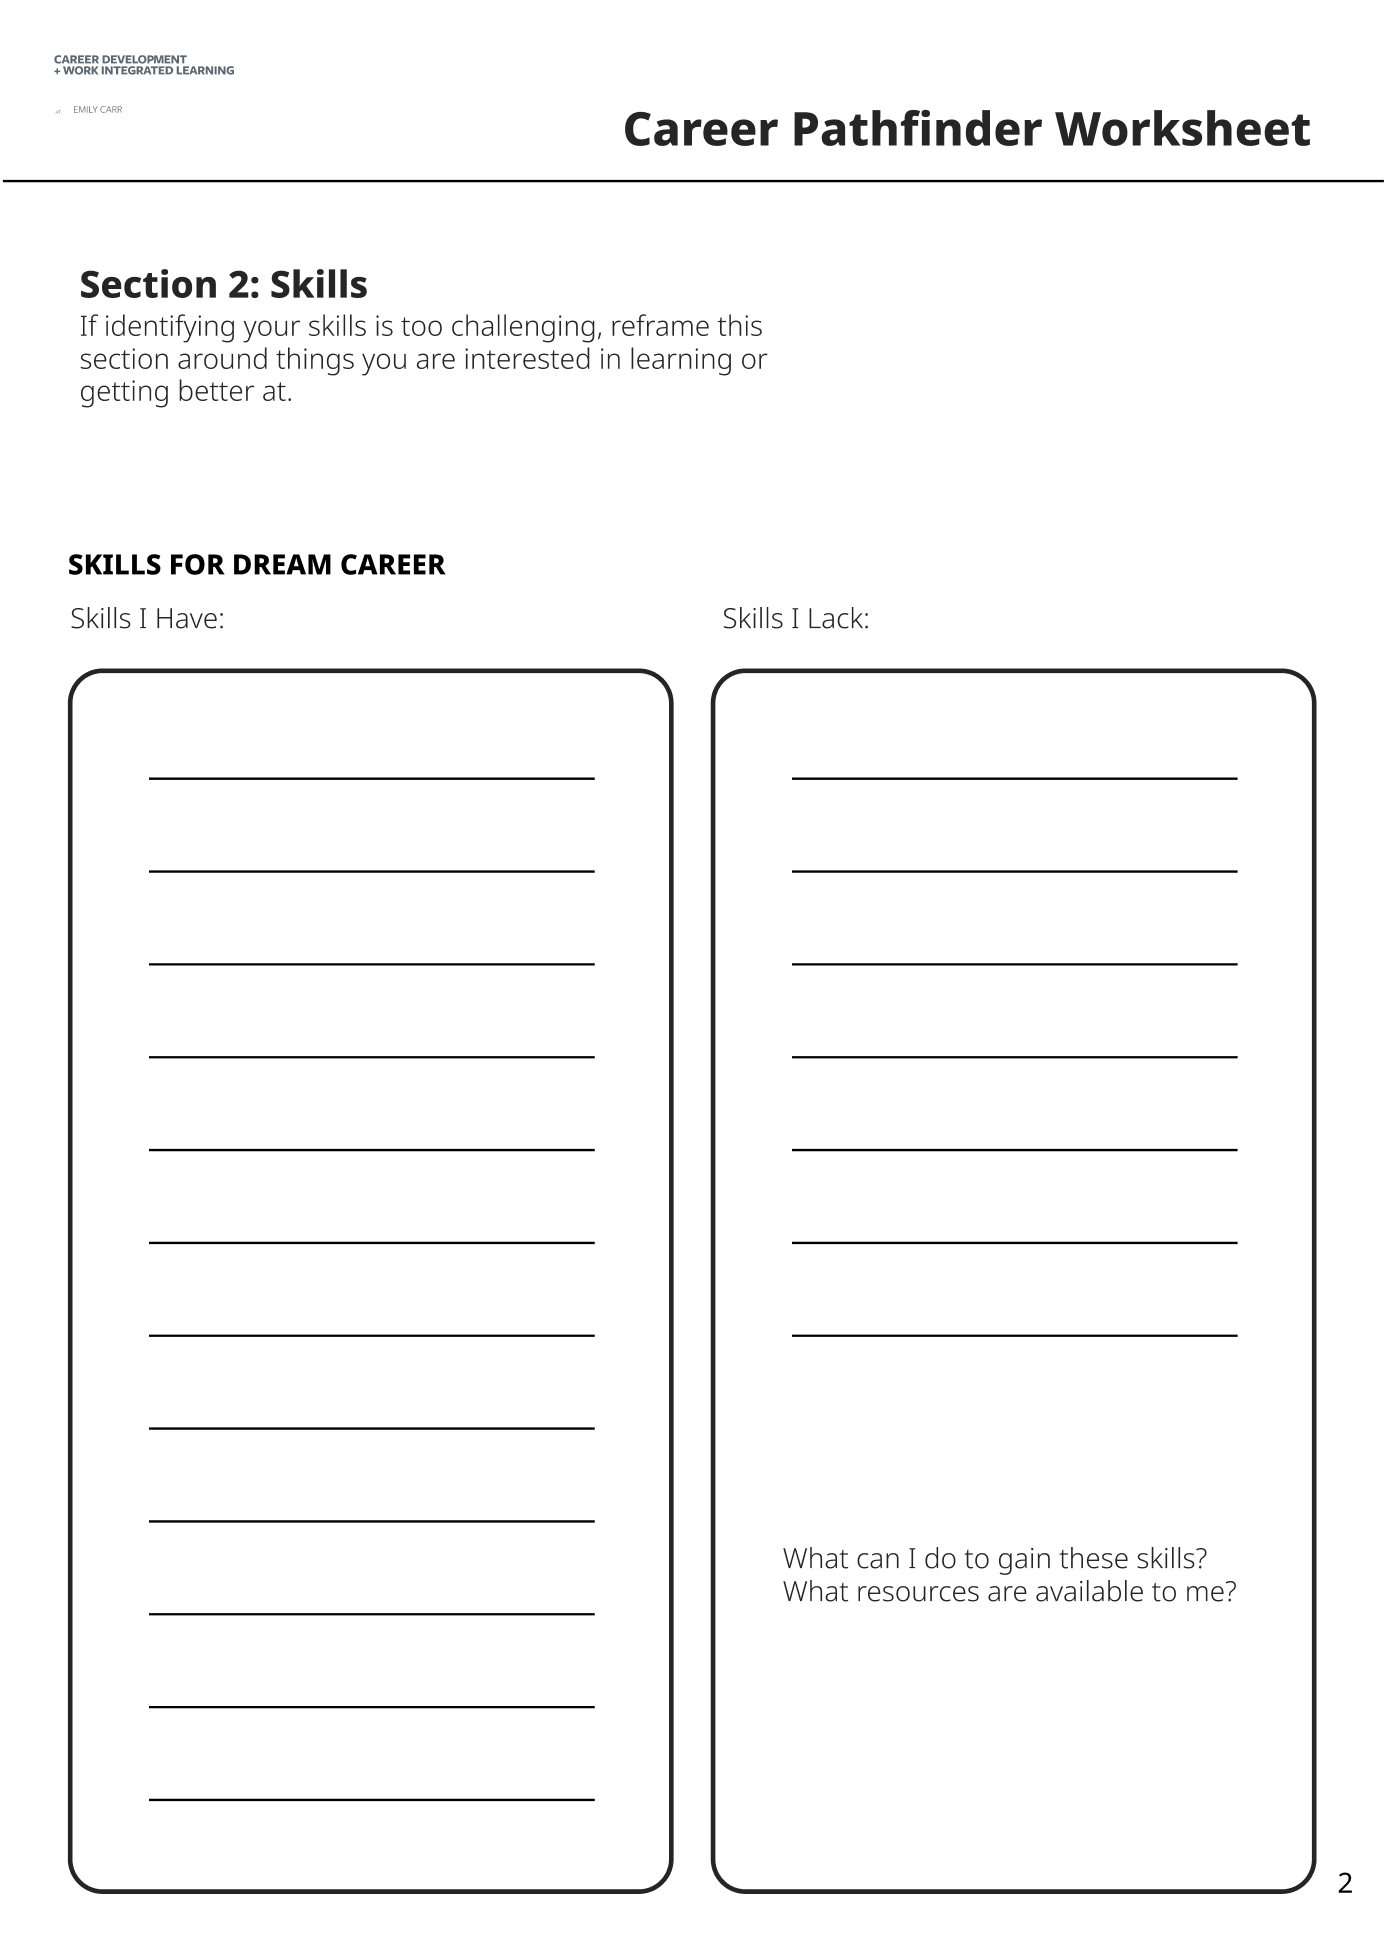 CAREER DEVELOPMENT
+ WORK INTEGRATED LEARNING
AT EMILY CARR
Career Pathfinder Worksheet
Section 2: Skills
If identifying your skills is too challenging, reframe this
section around things you are interested in learning or
getting better at.
SKILLS FOR DREAM CAREER
Skills I Have:
Skills I Lack:
What can I do to gain these skills?
What resources are available to me?
2